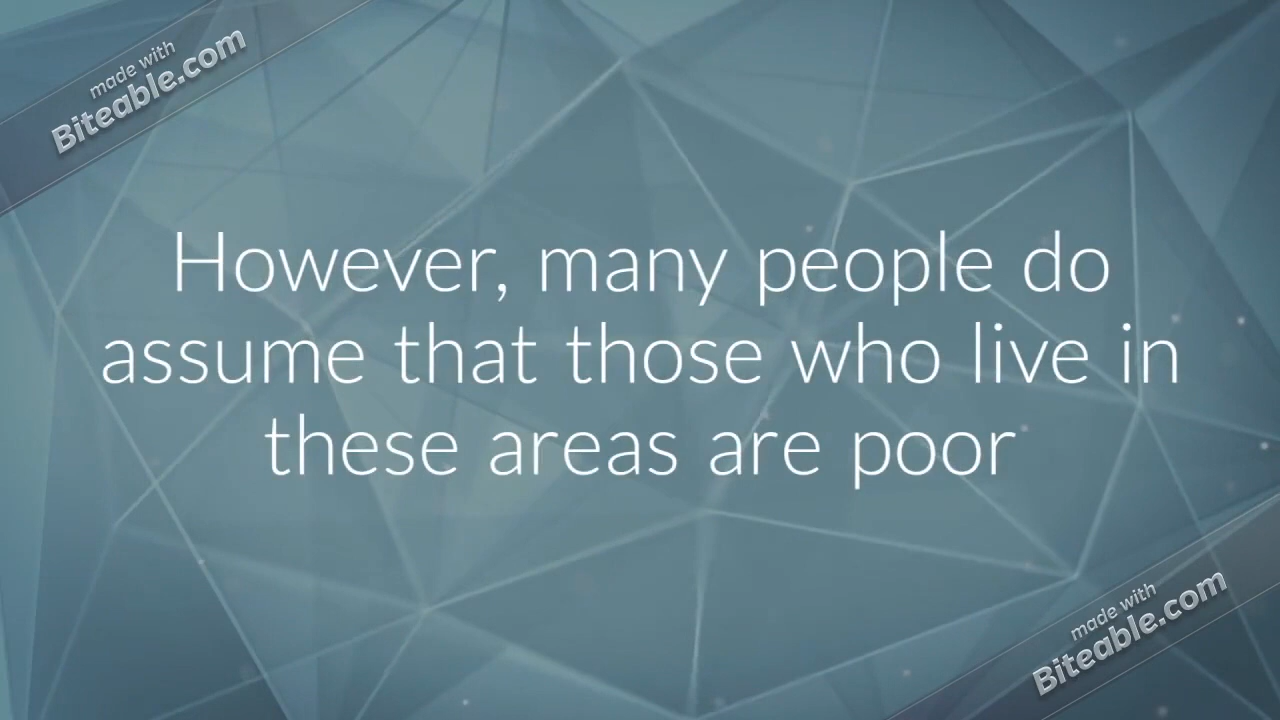 made with
Biteable.com
However, many people do
assume that those who live in
these areas are poor
made with
Biteable.com